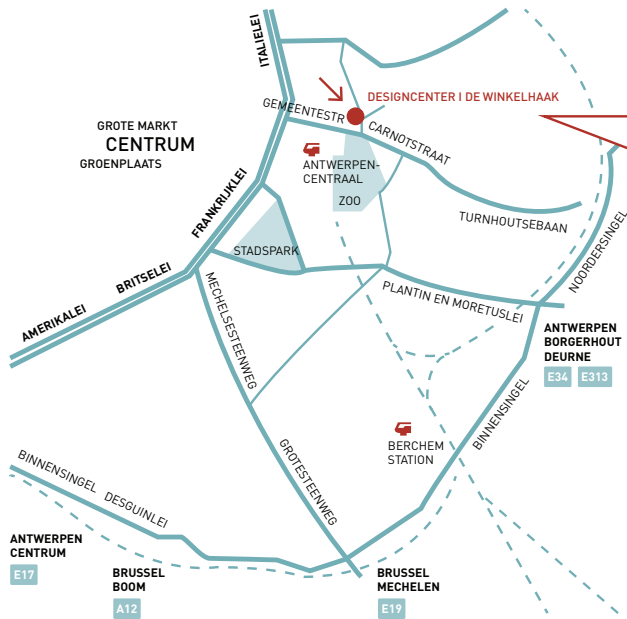 ITALIELEI
DESIGNCENTER I DE WINKELHAAK
GEMEENTESTR
CARNOTSTRAAT
GROTE MARKT
CENTRUM
GROENPLAATS
ANTWERPEN-
CENTRAAL
ZOO
FRANKRIJKLEI
TURNHOUTSEBAAN
NOORDERSINGEL
STADSPARK
BRITSELEI
AMERIKALEI
MECHELSESTEENWEG
PLANTIN EN MORETUSLEI
ANTWERPEN
BORGERHOUT
DEURNE
E34 E313
BINNENSINGEL
BERCHEM
STATION
GROTESTEENWEG
BINNENSINGEL DESGUINLEI
ANTWERPEN
CENTRUM
E17
BRUSSEL
BOOM
A12
BRUSSEL
MECHELEN
E19